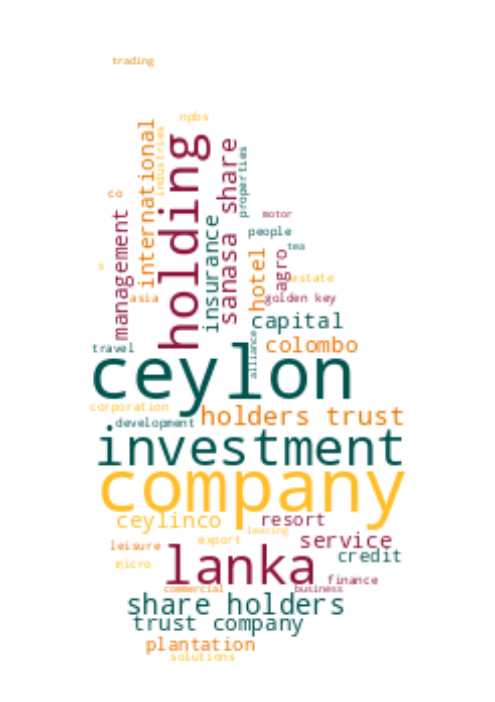 trading
npbs
international
industries
holding
sanasa share
properties
co
management
insurance
motor
people
tea
hotel
agro
estate
s
asia
golden key
capital
travel
alliance
colombo
ceylon
corporation
holders trust
development
investment
company
ceylinco
resort
leasing
export
service
leisure
credit
lanka
micro
finance
commercial
business
share holders
trust company
plantation
solutions